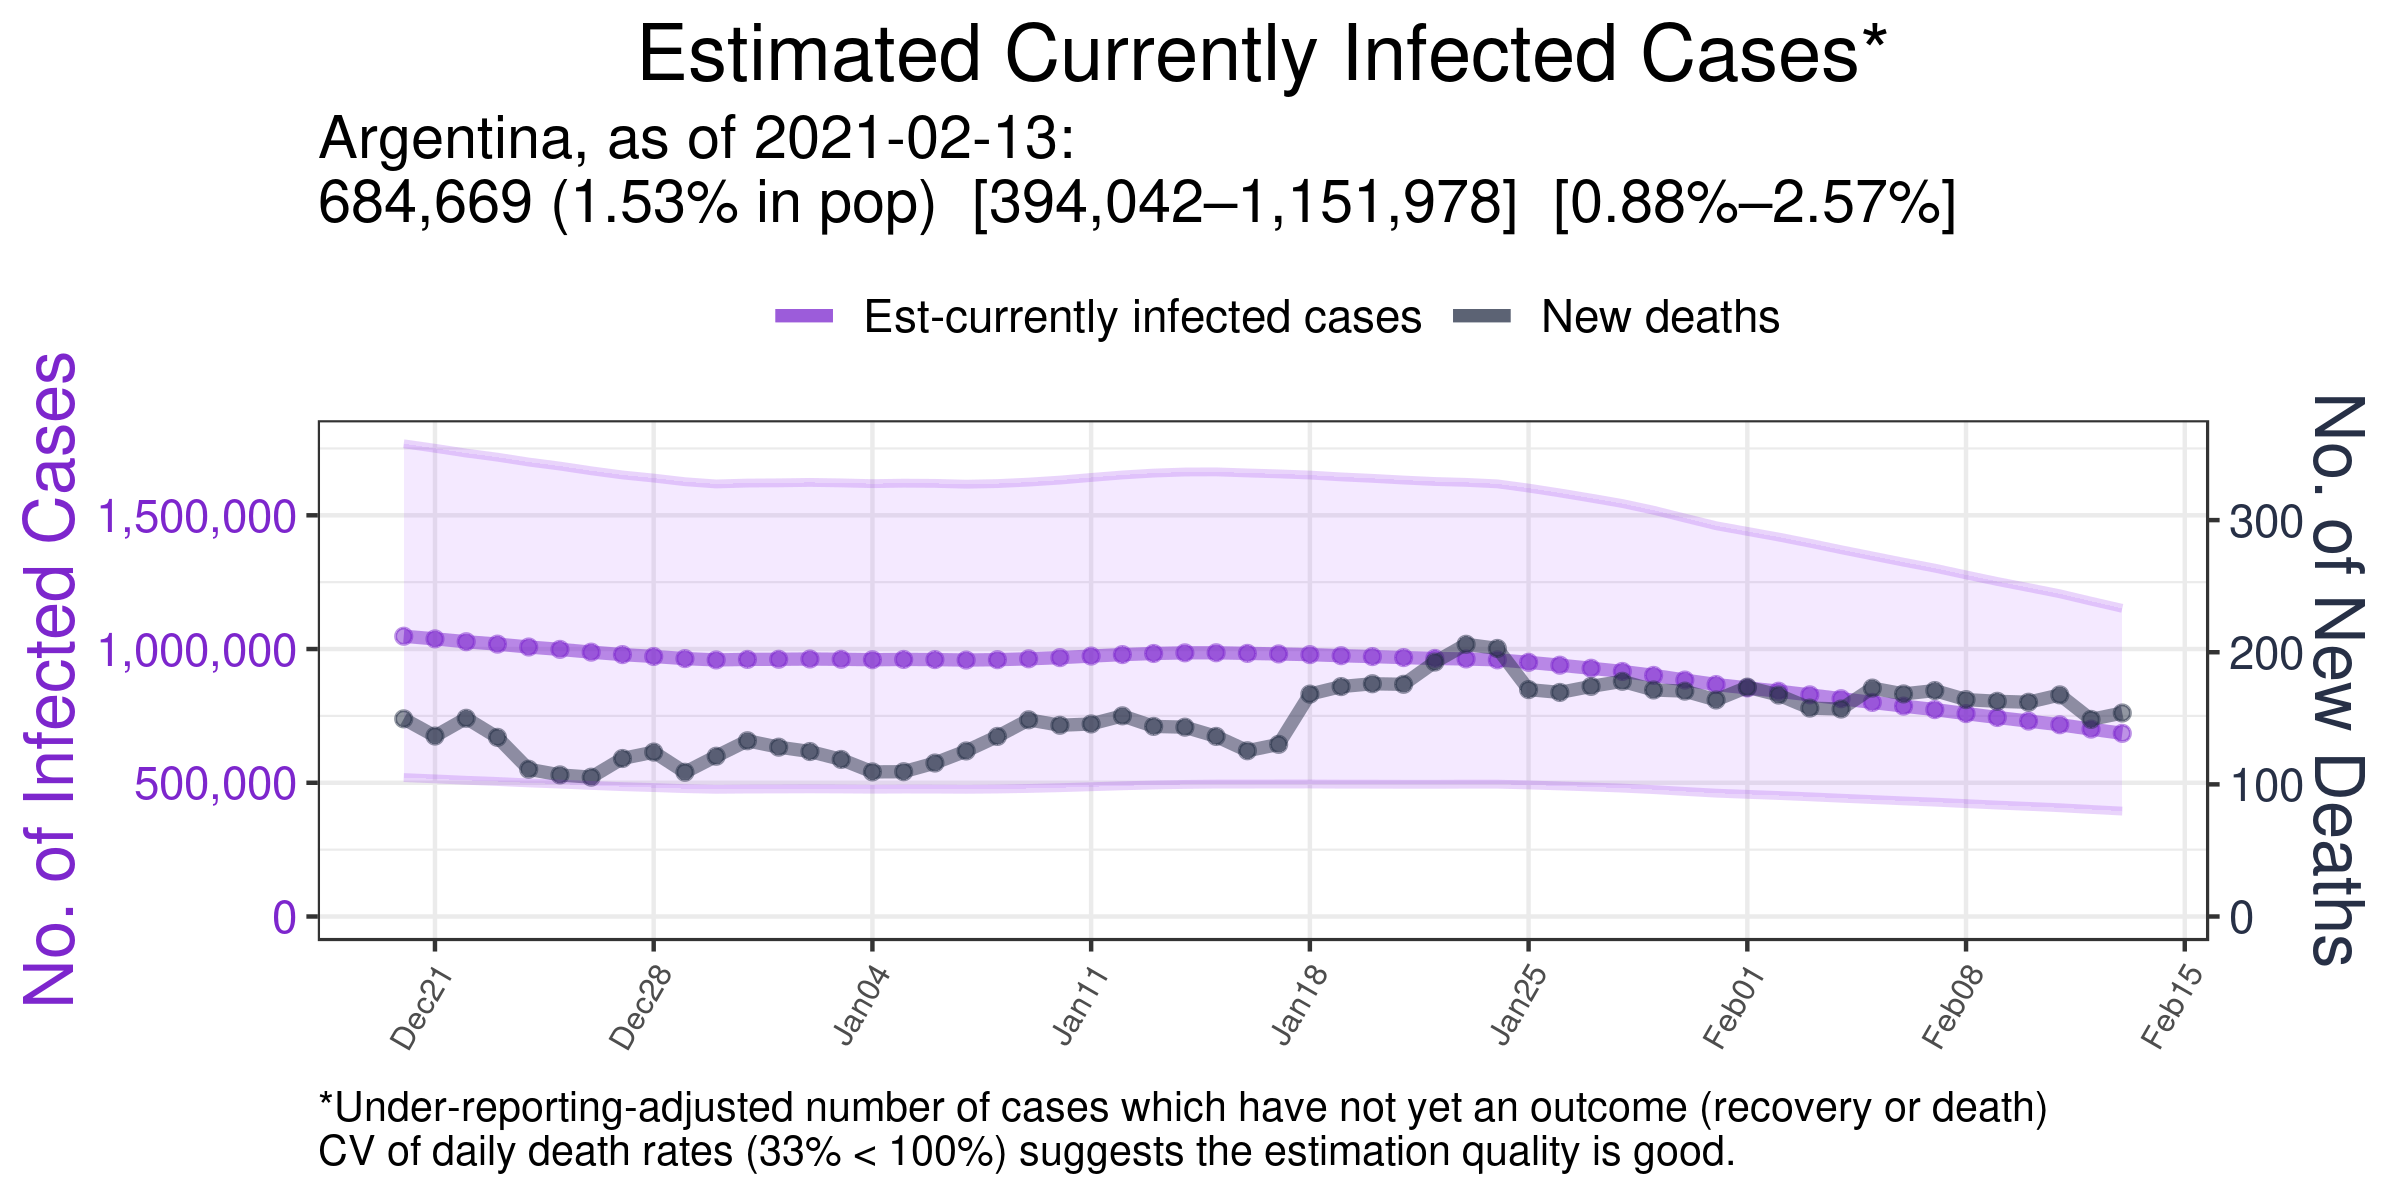 Estimated Currently Infected Cases*
Argentina, as of 2021-02-13:
684,669 (1.53% in pop) [394,042–1,151,978] [0.88%–2.57%]
Est-currently infected cases
New deaths
No. of Infected Cases
1,500,000
1,000,000
500,000
0
No. of New Deaths
300
200
100
0
Dec21
Dec28
Jan04
Jan11
Jan18
Jan25
Feb01
Feb08
Feb15
*Under-reporting-adjusted number of cases which have not yet an outcome (recovery or death)
CV of daily death rates (33% < 100%) suggests the estimation quality is good.